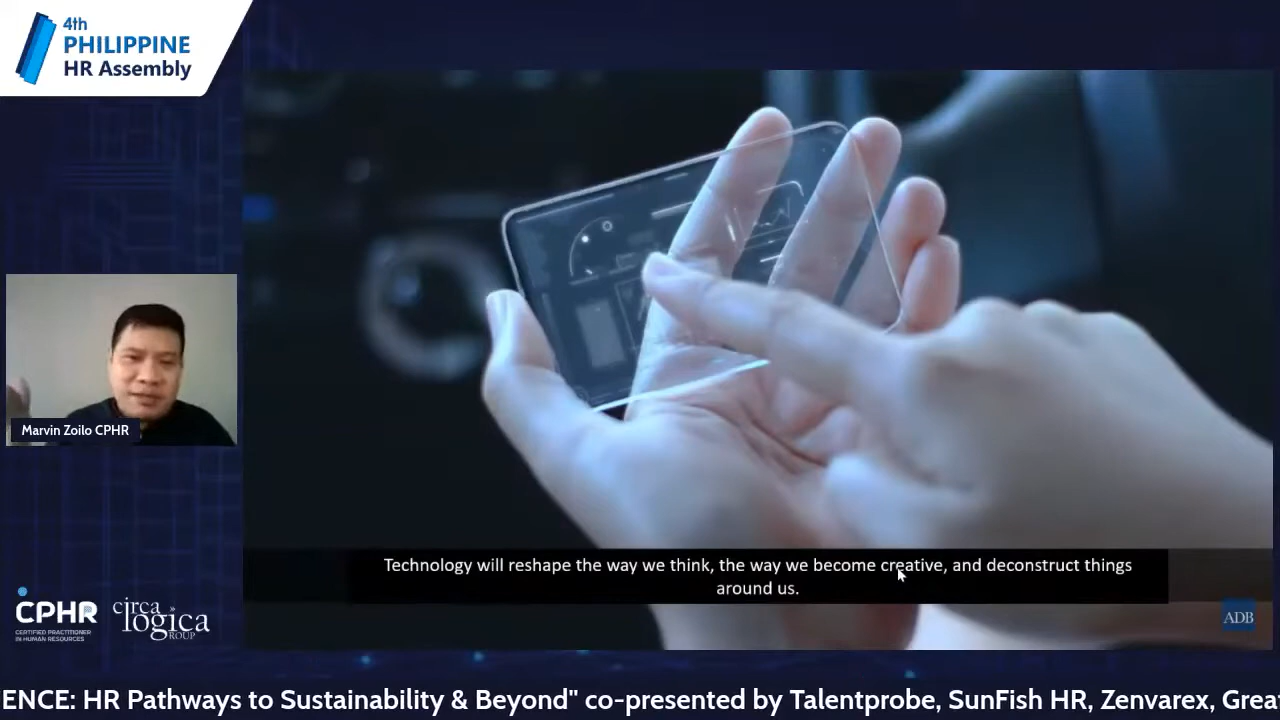 4th
PHILIPPINE
HR Assembly
Marvin Zoilo CPHR
Technology will reshape the way we think, the way we become creative, and deconstruct things
around us.
CPHR
CERTIFIED PRACTITIONER
IN HUMAN RESOURCES
circa
logica
GROUP
ADB
ENCE: HR Pathways to Sustainability & Beyond" co-presented by Talentprobe, SunFish HR, Zenvarex, Grea